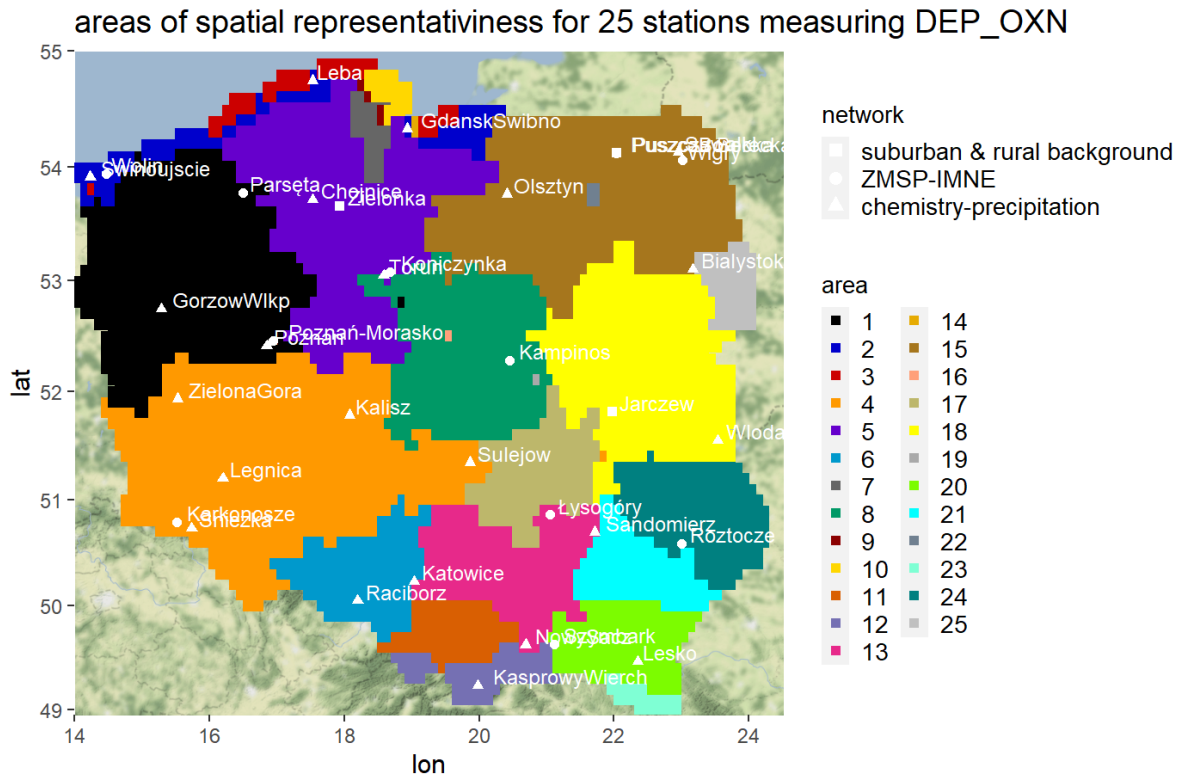 areas of spatial representativiness for 25 stations measuring DEP_OXN
55
54
53
52
51
50
49
lat
14
16
18
20
22
24
lon
Leba
GdanskSwibno
Wigry
Wolin
Swinoujscie
Parsęta
Chojnice
Zielonka
Olsztyn
Koniczynka
Torun
Bialystok
GorzowWlkp
Poznań-Morasko
Poznan
Kampinos
ZielonaGora
Kalisz
Jarczew
Wloda
Sulejow
Legnica
Karkonosze
Sniezka
Łysogóry
Sandomierz
Roztocze
Katowice
Raciborz
NowySacz
Szymbark
Lesko
KasprowyWierch
network
suburban & rural background
ZMSP-IMNE
chemistry-precipitation
area
1
2
3
4
5
6
7
8
9
10
11
12
13
14
15
16
17
18
19
20
21
22
23
24
25